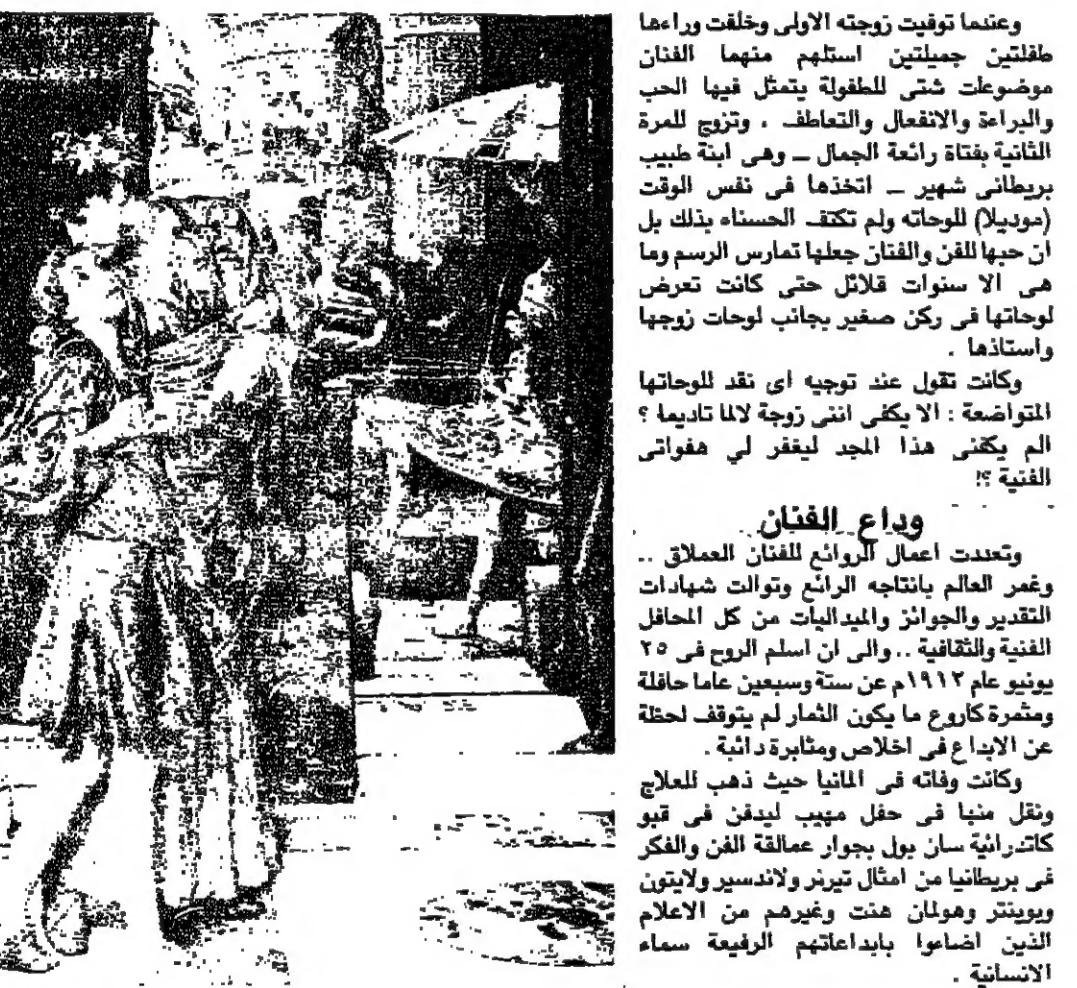 وعندما توفيت زوجته الاولى وخلفت وراءها
طفلتين جميلتين استلهم منهما الفنان
موضوعات شتى للطفولة يتمثل فيها الحب
والبراءة والانفعال والتعاطف . وتزوج للمرة
الثانية بفتاة رائعة الجمال ــ وهى ابنة طبيب
بريطانى شهير ــ اتخذها فى نفس الوقت
(موديلا) للوحاته ولم تكتف الحسناء بذلك بل
ان حبها للفن والفنان جعلها تمارس الرسم وما
هى الا سنوات قلائل حتى كانت تعرض
لوحاتها فى ركن صغير بجانب لوحات زوجها
واستاذها .
وكانت تقول عند توجيه اى نقد للوحاتها
المتواضعة : الا يكفى اننى زوجة لالما تاديما ؟
الم يكفنى هذا المجد ليغفر لي هفواتى
الفنية ؟!
وداع الفنان
وتعددت اعمال الروائع للفنان العملاق ..
وغمر العالم بانتاجه الرائع وتوالت شهادات
التقدير والجوائز والميداليات من كل المحافل
الفنية والثقافية .. والى ان اسلم الروح فى ٢٥
يونيو عام ١٩١٢م عن ستة وسبعين عاما حافلة
ومثمرة كاروع ما يكون الثمار لم يتوقف لحظة
عن الابداع فى اخلاص ومثابرة دائبة .
وكانت وفاته فى المانيا حيث ذهب للعلاج
ونقل منها فى حفل مهيب ليدفن فى قبو
كاتدرائية سان بول بجوار عمالقة الفن والفكر
فى بريطانيا من امثال تيرنر ولاندسير ولايتون
وبوينتر وهولمان هنت وغيرهم من الاعلام
الذين اضاءوا بابداعاتهم الرفيعة سماء
الانسانية .